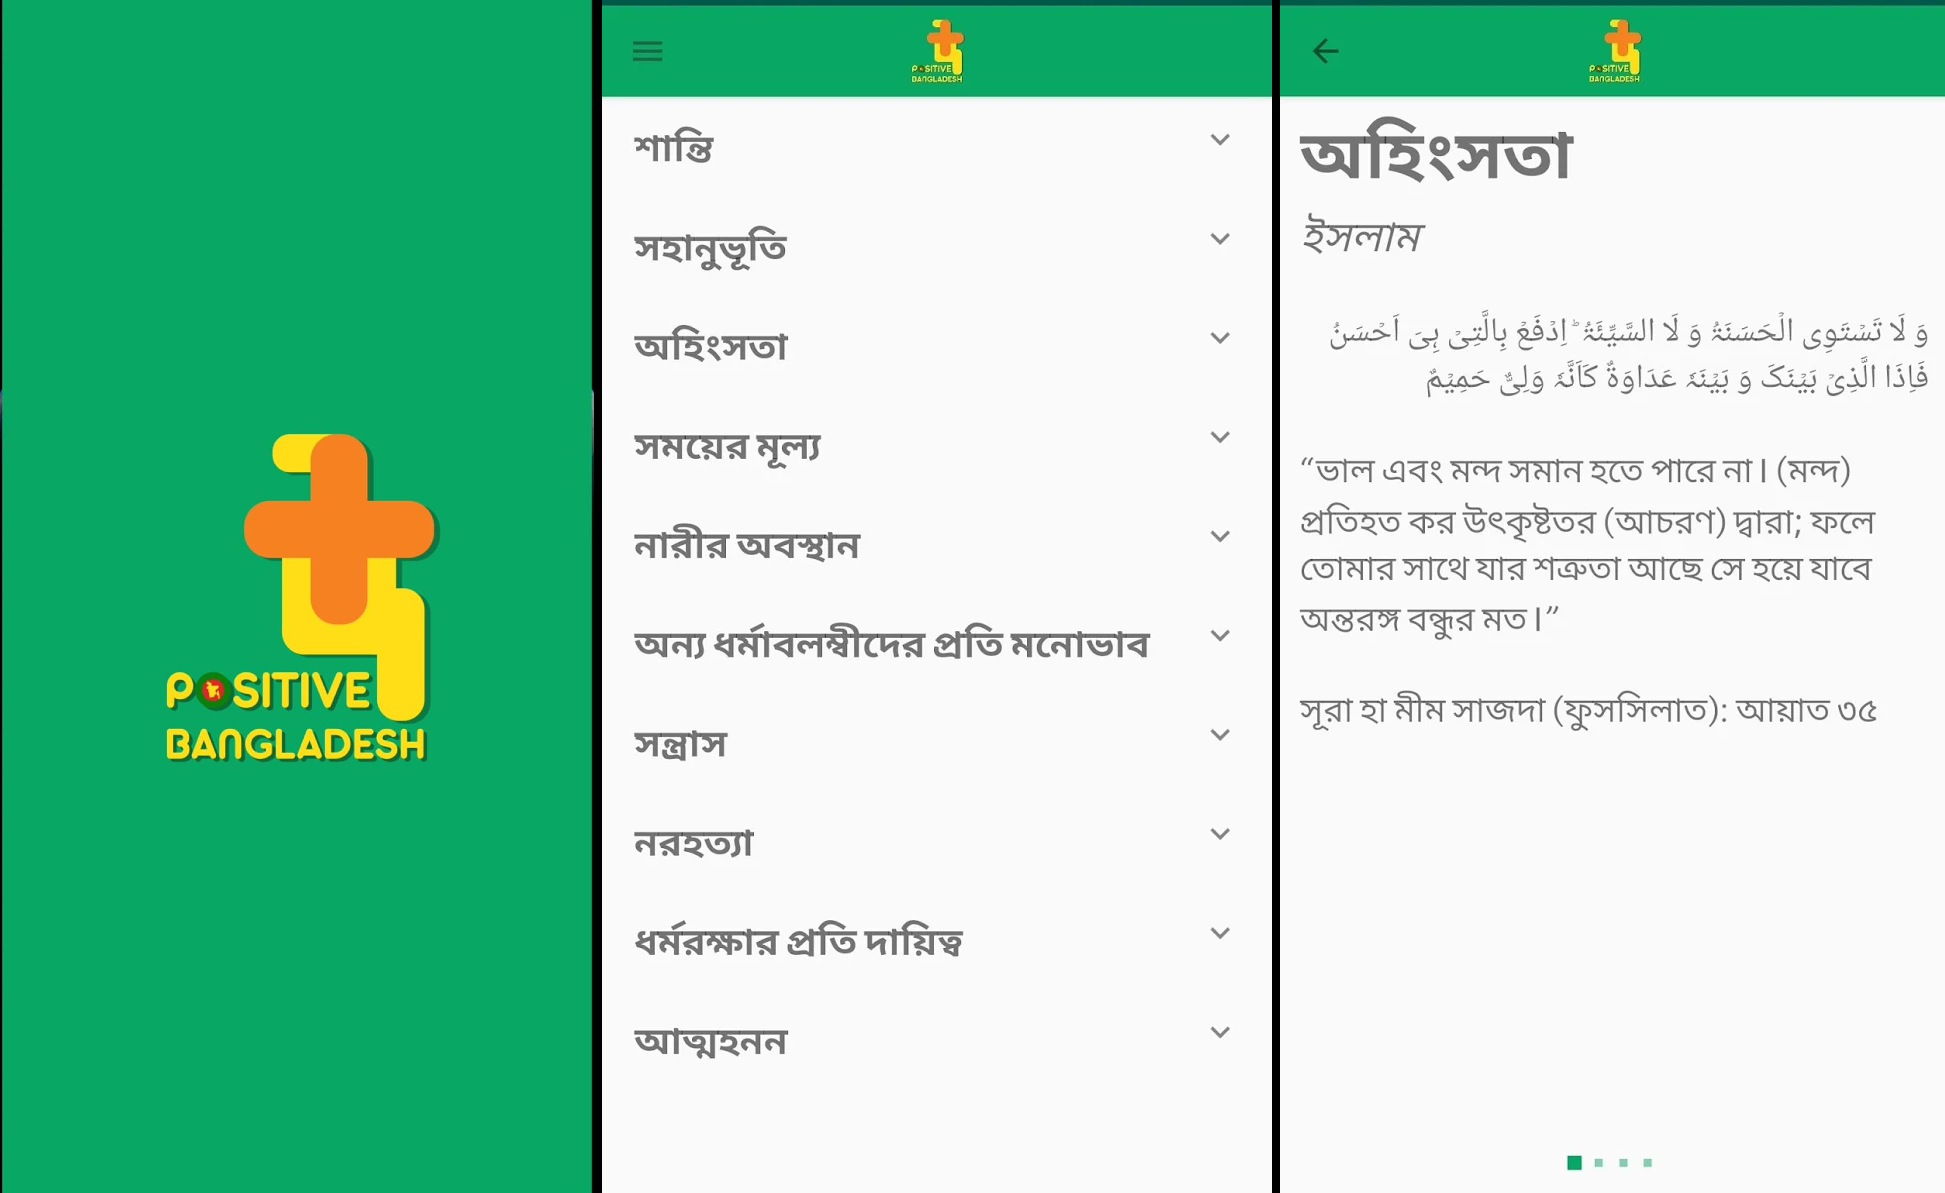 POSITIVE
BANGLADESH
POSITIVE
BANGLADESH
শান্তি
সহানুভূতি
অহিংসতা
সময়ের মূল্য
নারীর অবস্থান
অন্য ধর্মাবলম্বীদের প্রতি মনোভাব
সন্ত্রাস
নরহত্যা
ধর্মরক্ষার প্রতি দায়িত্ব
আত্মহনন
POSITIVE
BANGLADESH
অহিংসতা
ইসলাম
وَ لَا تَسۡتَوِی الۡحَسَنَۃُ وَ لَا السَّیِّئَۃُ ؕ اِدۡفَعۡ بِالَّتِیۡ ہِیَ اَحۡسَنُ
فَاِذَا الَّذِیۡ بَیۡنَکَ وَ بَیۡنَہٗ عَدَاوَۃٌ کَاَنَّہٗ وَلِیٌّ حَمِیۡمٌ
“ভাল এবং মন্দ সমান হতে পারে না। (মন্দ)
প্রতিহত কর উৎকৃষ্টতর (আচরণ) দ্বারা; ফলে
তোমার সাথে যার শত্রুতা আছে সে হয়ে যাবে
অন্তরঙ্গ বন্ধুর মত।”
সূরা হা মীম সাজদা (ফুসসিলাত): আয়াত ৩৫